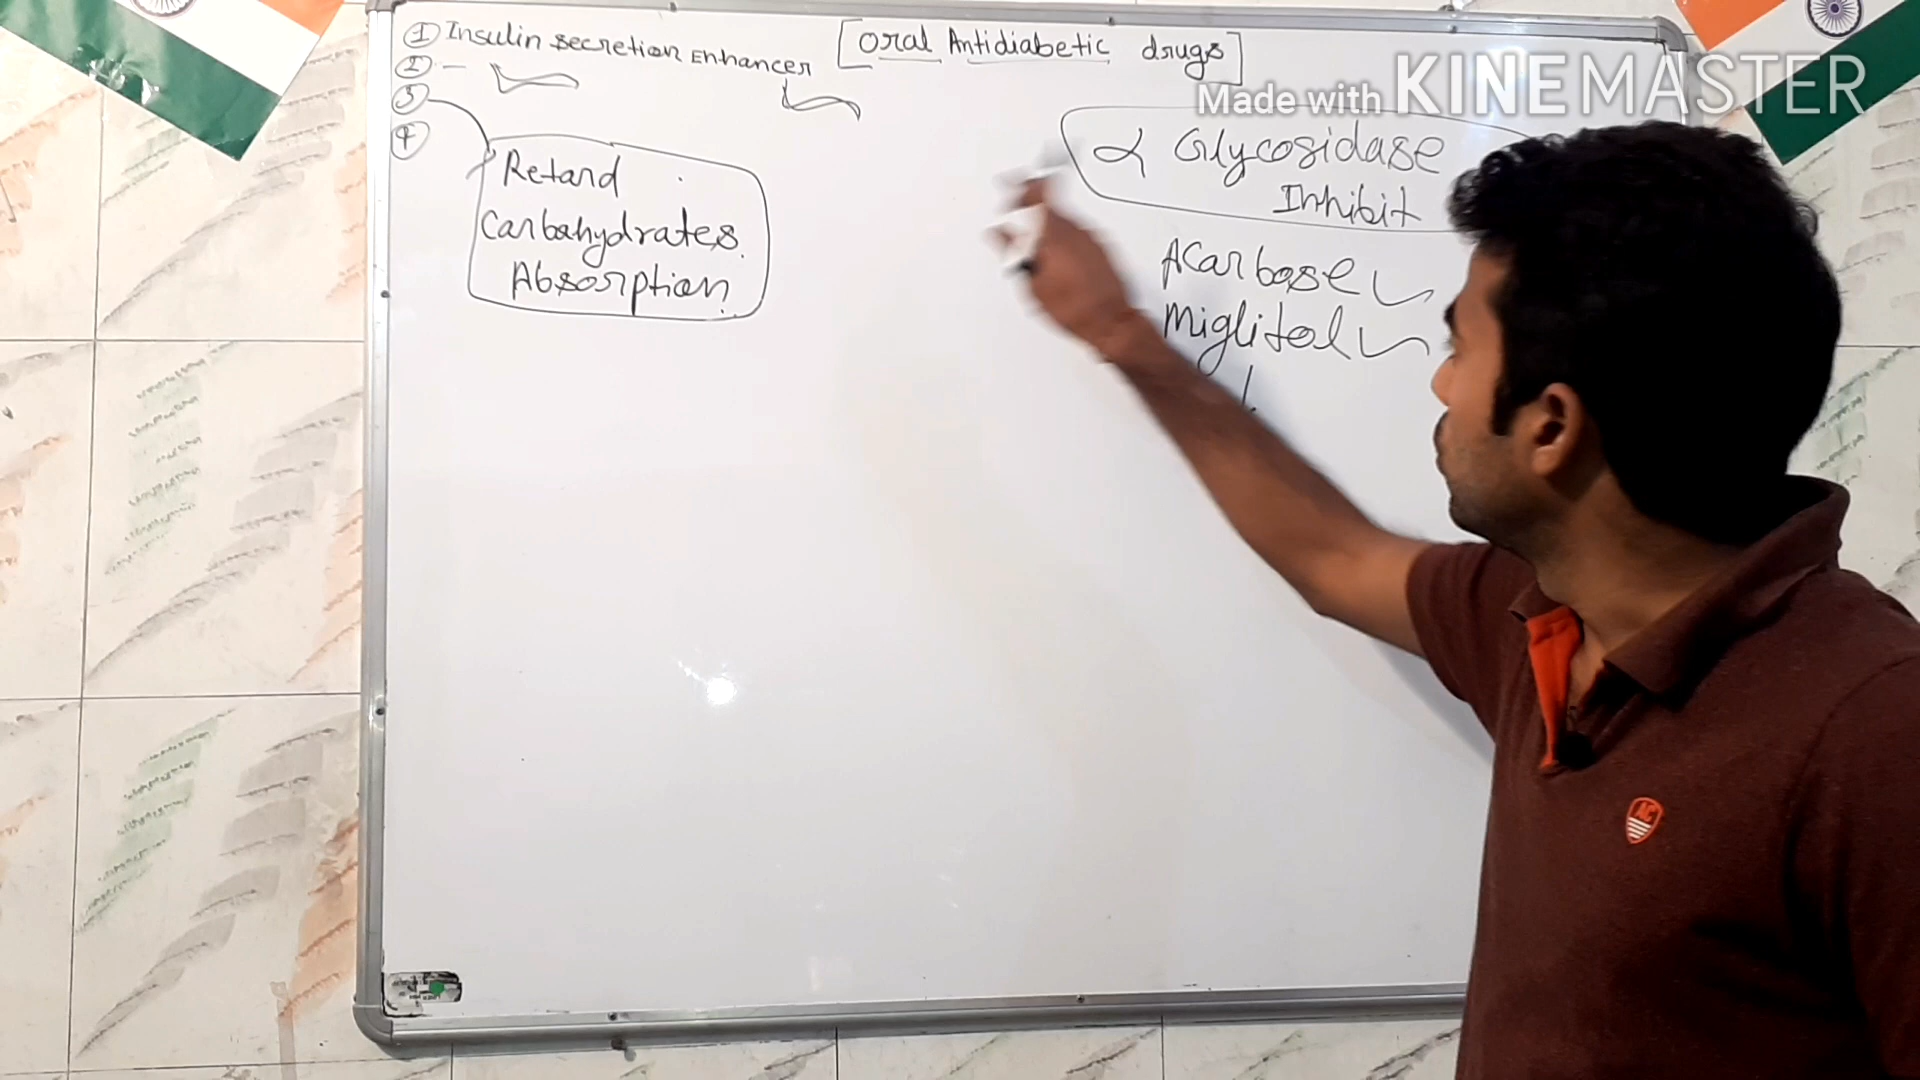 ① Insulin secretion Enhancer
[oral Antidiabetic drugs]
② -
③
④
Retard
Carbohydrates
Absorption
Made with KINEMASTER
α Glycosidase
Inhibit
Acarbose
Miglitol
AC